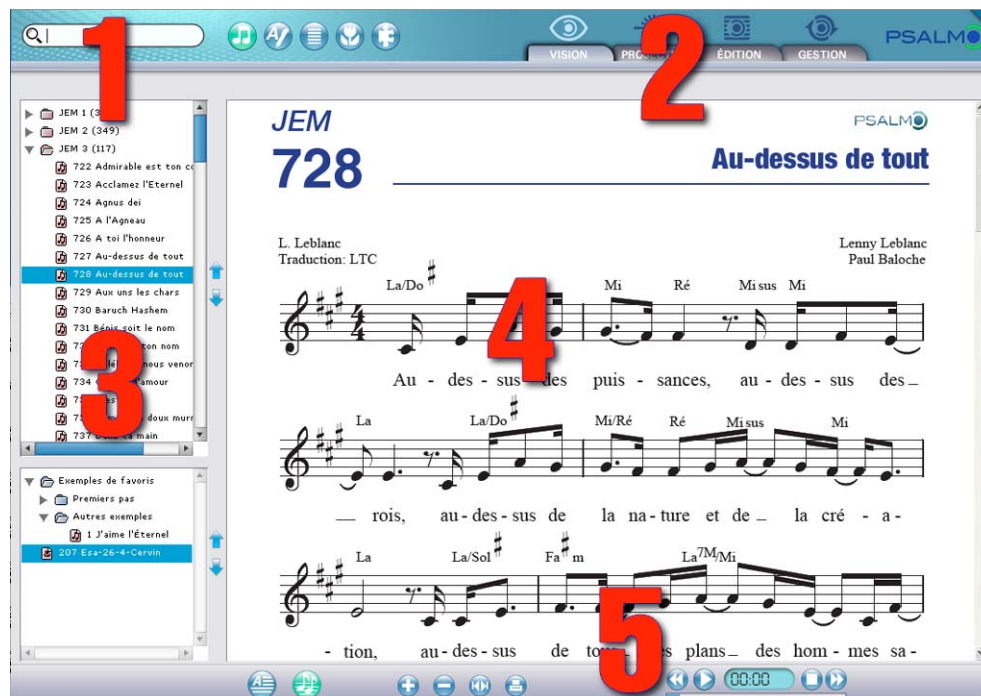 1
2
3
4
5
VISION
ÉDITION
GESTION
PSALMO
JEM 1
JEM 2 (349)
JEM 3 (117)
722 Admirable est ton co
723 Acclamez l'Eternel
724 Agnus dei
725 A l'Agneau
726 A toi l'honneur
727 Au-dessus de tout
728 Au-dessus de tout
729 Aux uns les chars
730 Baruch Hashem
731 Bénis soit le nom
ton nom
nous venor
734
doux murr
737
main
Exemples de favoris
Premiers pas
Autres exemples
1 J'aime l'Éternel
207 Esa-26-4-Cervin
JEM
728
PSALMO
Au-dessus de tout
L. Leblanc
Traduction: LTC
Lenny Leblanc
Paul Baloche
La/Do# Mi Ré Mi sus Mi
Au - des - sus des puis - sances, au - des - sus des _
La La/Do# Mi/Ré Ré Mi sus Mi
__ rois, au - des - sus de la na - ture et de _ la cré - a -
La La/Sol# Fa# m La7M/Mi
- tion, au - des - sus de plans _ des hom - mes sa -
00:00